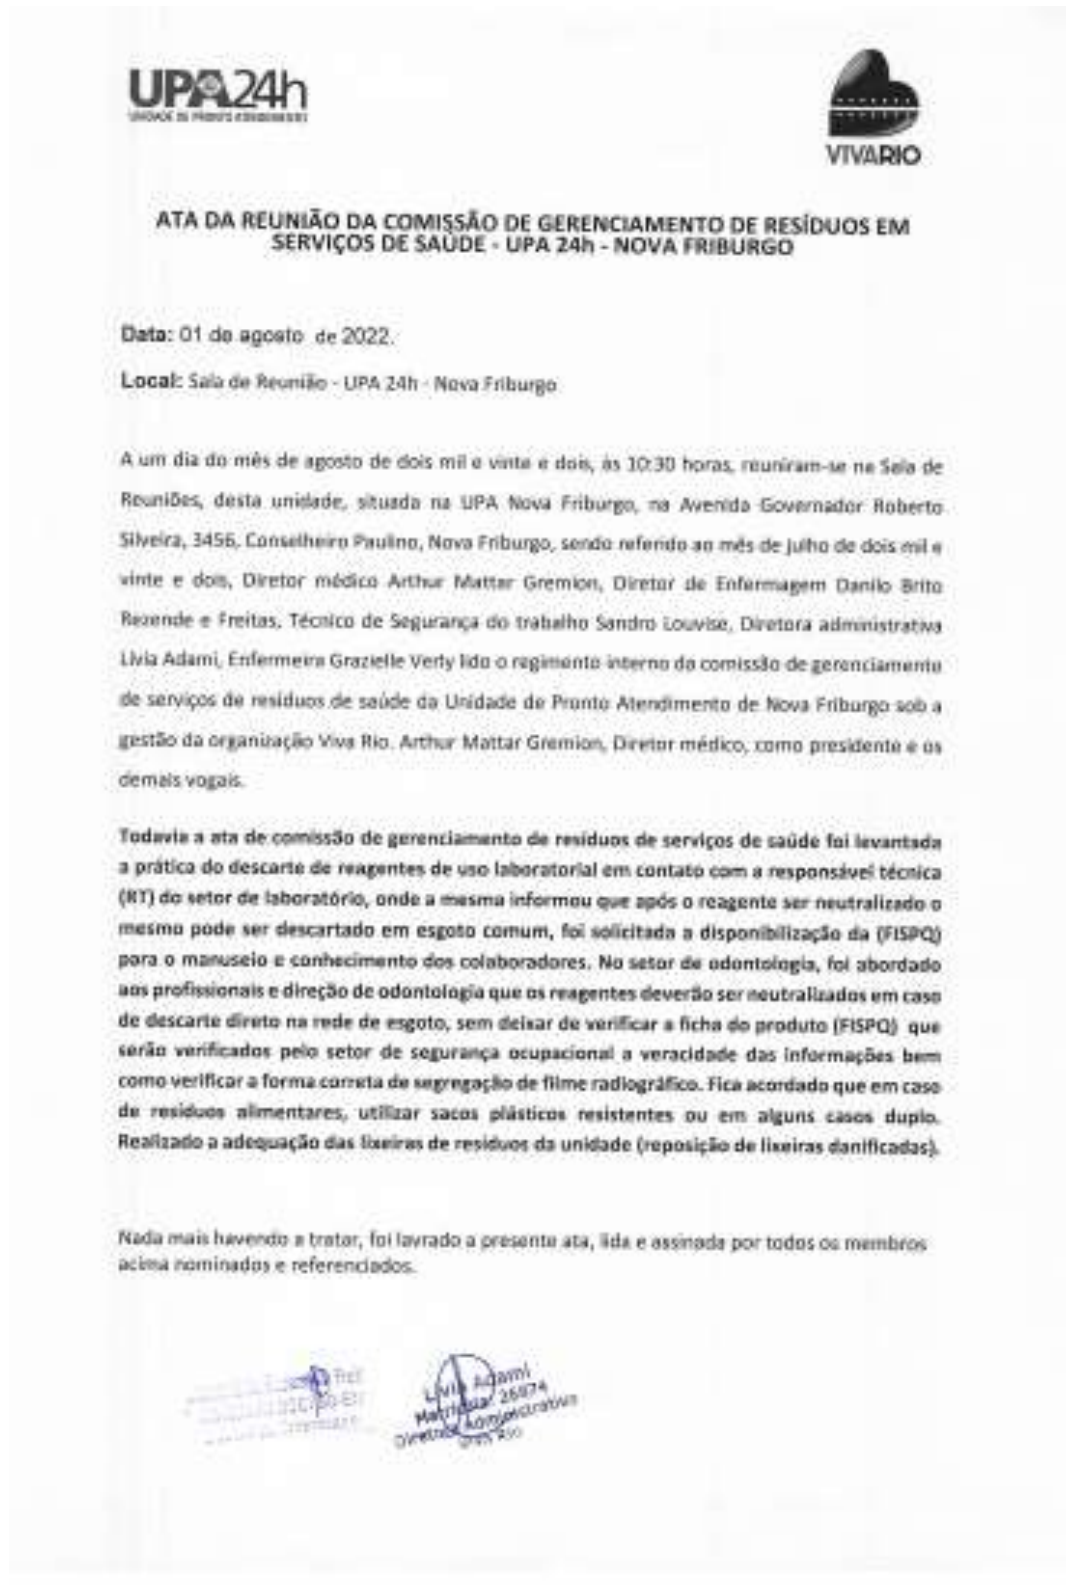 UPA24h
UNIDADE DE PRONTO ATENDIMENTO
VIVARIO
ATA DA REUNIÃO DA COMISSÃO DE GERENCIAMENTO DE RESÍDUOS EM
SERVIÇOS DE SAÚDE - UPA 24h - NOVA FRIBURGO
Data: 01 de agosto de 2022.
Local: Sala de Reunião - UPA 24h - Nova Friburgo
A um dia do mês de agosto de dois mil e vinte e dois, às 10:30 horas, reuniram-se na Sala de
Reuniões, desta unidade, situada na UPA Nova Friburgo, na Avenida Governador Roberto
Silveira, 3456, Conselheiro Paulino, Nova Friburgo, sendo referido ao mês de Julho de dois mil e
vinte e dois, Diretor médico Arthur Mattar Gremion, Diretor de Enfermagem Danilo Brito
Rezende e Freitas, Técnico de Segurança do trabalho Sandro Louvise, Diretora administrativa
Livia Adami, Enfermeira Grazielle Verly lido o regimento interno da comissão de gerenciamento
de serviços de resíduos de saúde da Unidade de Pronto Atendimento de Nova Friburgo sob a
gestão da organização Viva Rio. Arthur Mattar Gremion, Diretor médico, como presidente e os
demais vogais.
Todavia a ata de comissão de gerenciamento de resíduos de serviços de saúde foi levantada
a prática do descarte de reagentes de uso laboratorial em contato com a responsável técnica
(RT) do setor de laboratório, onde a mesma informou que após o reagente ser neutralizado o
mesmo pode ser descartado em esgoto comum, foi solicitada a disponibilização da (FISPQ)
para o manuseio e conhecimento dos colaboradores. No setor de odontologia, foi abordado
aos profissionais e direção de odontologia que os reagentes deverão ser neutralizados em caso
de descarte direto na rede de esgoto, sem deixar de verificar a ficha do produto (FISPQ) que
serão verificados pelo setor de segurança ocupacional a veracidade das informações bem
como verificar a forma correta de segregação de filme radiográfico. Fica acordado que em caso
de resíduos alimentares, utilizar sacos plásticos resistentes ou em alguns casos duplo.
Realizado a adequação das lixeiras de resíduos da unidade (reposição de lixeiras danificadas).
Nada mais havendo a tratar, foi lavrado a presente ata, lida e assinada por todos os membros
acima nominados e referenciados.
Livia Adami
Matrícula: 26974
Diretora Administrativa
Viva Rio